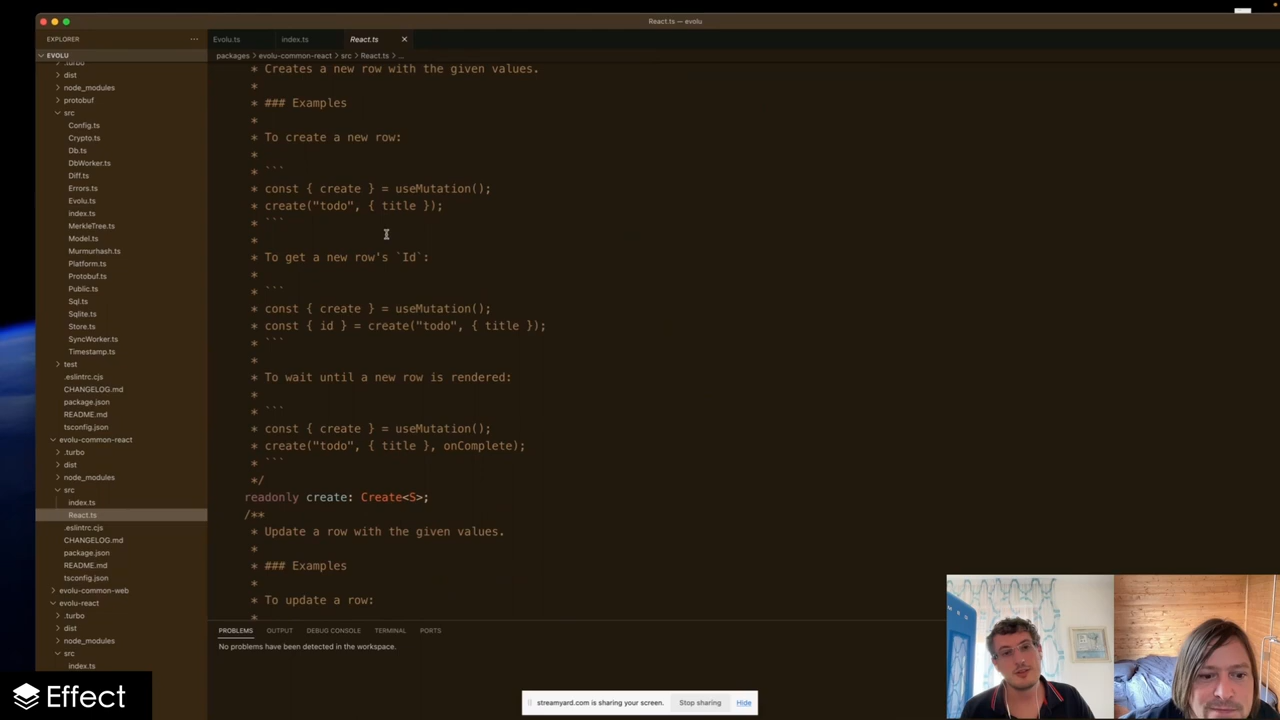 React.ts — evolu
EXPLORER
EVOLU
Evolu.ts
index.ts
React.ts
packages > evolu-common-react > src > React.ts > ...
.turbo
dist
node_modules
protobuf
src
Config.ts
Crypto.ts
Db.ts
DbWorker.ts
Diff.ts
Errors.ts
Evolu.ts
index.ts
MerkleTree.ts
Model.ts
Murmurhash.ts
Platform.ts
Protobuf.ts
Public.ts
Sql.ts
Sqlite.ts
Store.ts
SyncWorker.ts
Timestamp.ts
test
.eslintrc.cjs
CHANGELOG.md
package.json
README.md
tsconfig.json
evolu-common-react
.turbo
dist
node_modules
src
index.ts
React.ts
.eslintrc.cjs
CHANGELOG.md
package.json
README.md
tsconfig.json
evolu-common-web
evolu-react
.turbo
dist
node_modules
src
index.ts
* Creates a new row with the given values.
*
* ### Examples
*
* To create a new row:
*
* ```
* const { create } = useMutation();
* create("todo", { title });
* ```
*
* To get a new row's `Id`:
*
* ```
* const { create } = useMutation();
* const { id } = create("todo", { title });
* ```
*
* To wait until a new row is rendered:
*
* ```
* const { create } = useMutation();
* create("todo", { title }, onComplete);
* ```
*/
readonly create: Create<S>;
/**
* Update a row with the given values.
*
* ### Examples
*
* To update a row:
*
PROBLEMS OUTPUT DEBUG CONSOLE TERMINAL PORTS
No problems have been detected in the workspace.
Effect
streamyard.com is sharing your screen. Stop sharing Hide